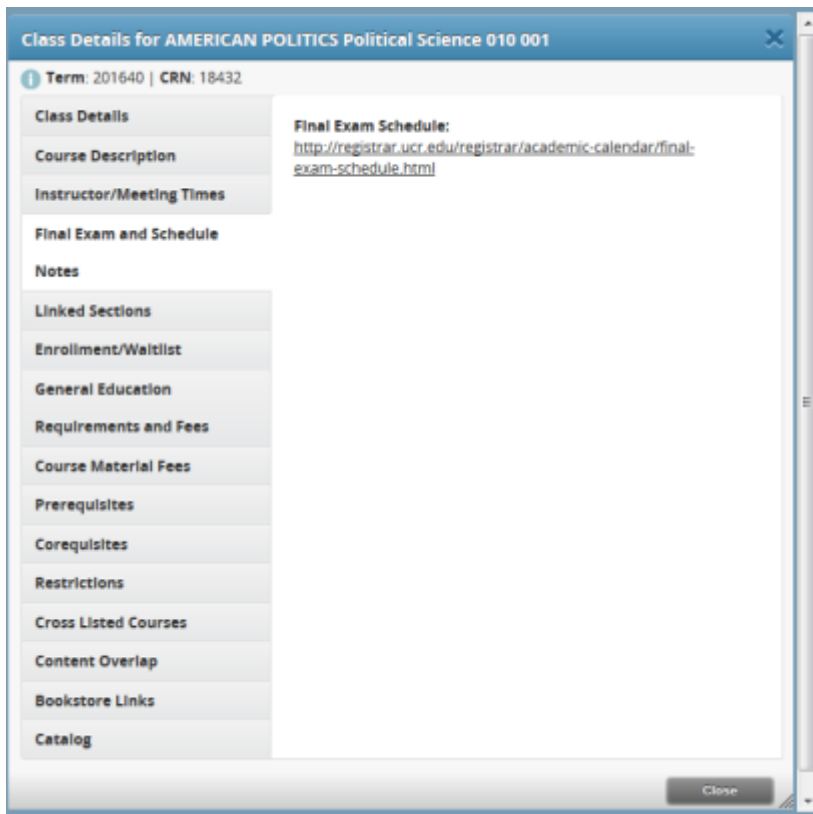 Class Details for AMERICAN POLITICS Political Science 010 001
Term: 201640 | CRN: 18432
Class Details
Course Description
Instructor/Meeting Times
Final Exam and Schedule
Notes
Linked Sections
Enrollment/Waitlist
General Education
Requirements and Fees
Course Material Fees
Prerequisites
Corequisites
Restrictions
Cross Listed Courses
Content Overlap
Bookstore Links
Catalog
Final Exam Schedule:
http://registrar.ucr.edu/registrar/academic-calendar/final-
exam-schedule.html
Close